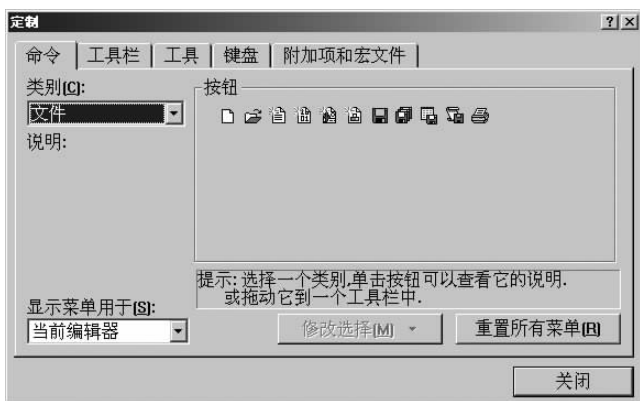 定制
命令 工具栏 工具 键盘 附加项和宏文件
类别(C):
按钮
文件
说明:
提示: 选择一个类别,单击按钮可以查看它的说明.
或拖动它到一个工具栏中.
显示菜单用于(S):
当前编辑器
修改选择(M)
重置所有菜单(R)
关闭